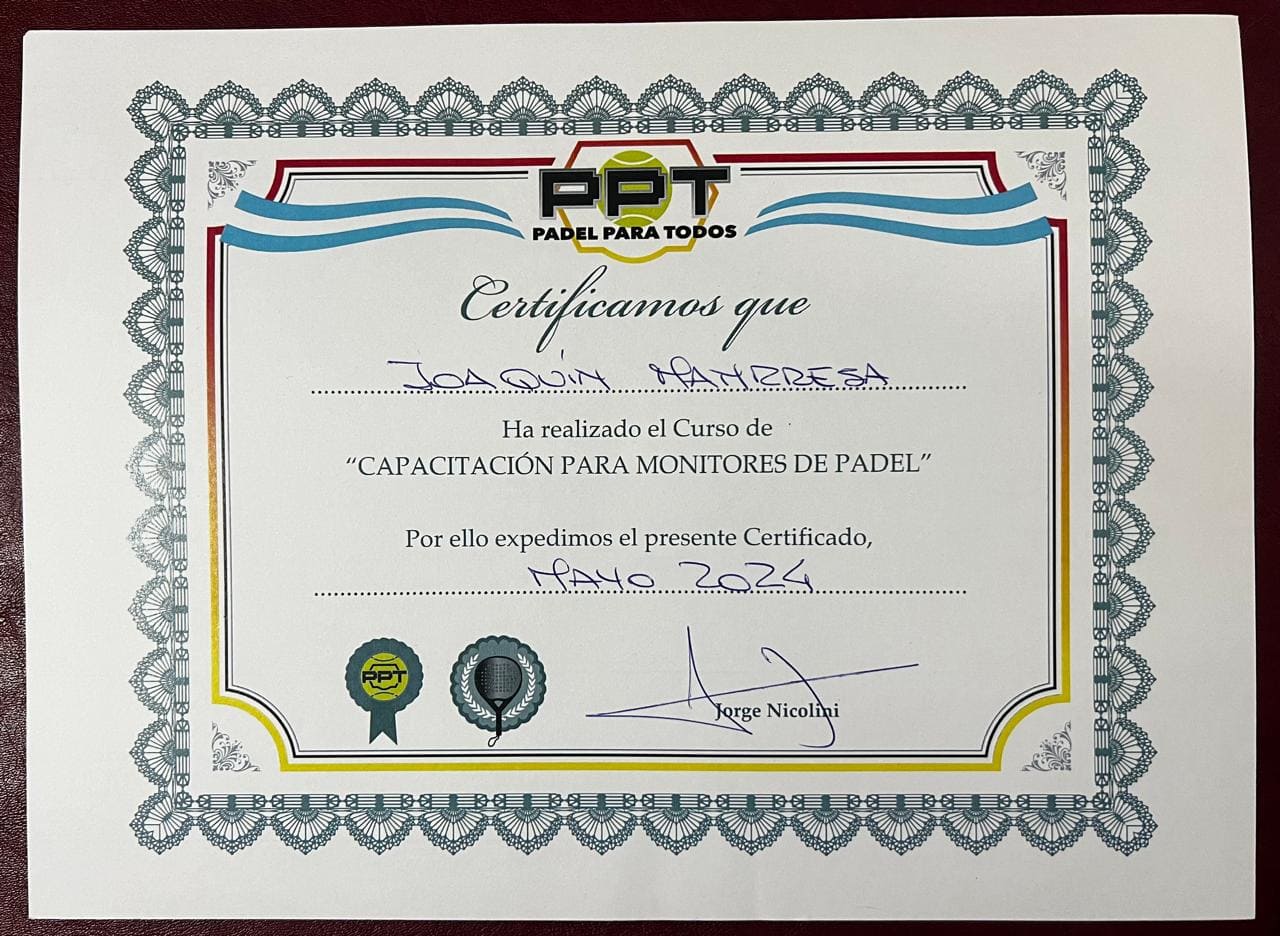 PPT
PADEL PARA TODOS
Certificamos que
JOAQUÍN MANRRESA
Ha realizado el Curso de
“CAPACITACIÓN PARA MONITORES DE PADEL”
Por ello expedimos el presente Certificado,
MAYO 2024
PPT
Jorge Nicolini